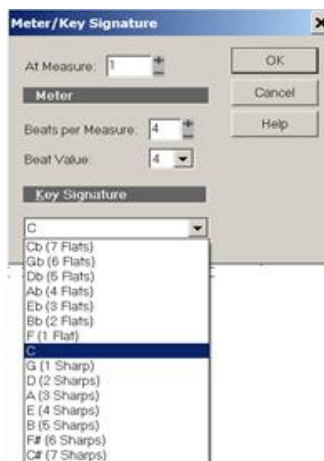 Meter/Key Signature
At Measure: 1
OK
Meter
Cancel
Beats per Measure: 4
Help
Beat Value: 4
Key Signature
C
Cb (7 Flats)
Gb (6 Flats)
Db (5 Flats)
Ab (4 Flats)
Eb (3 Flats)
Bb (2 Flats)
F (1 Flat)
C
G (1 Sharp)
D (2 Sharps)
A (3 Sharps)
E (4 Sharps)
B (5 Sharps)
F# (6 Sharps)
C# (7 Sharps)